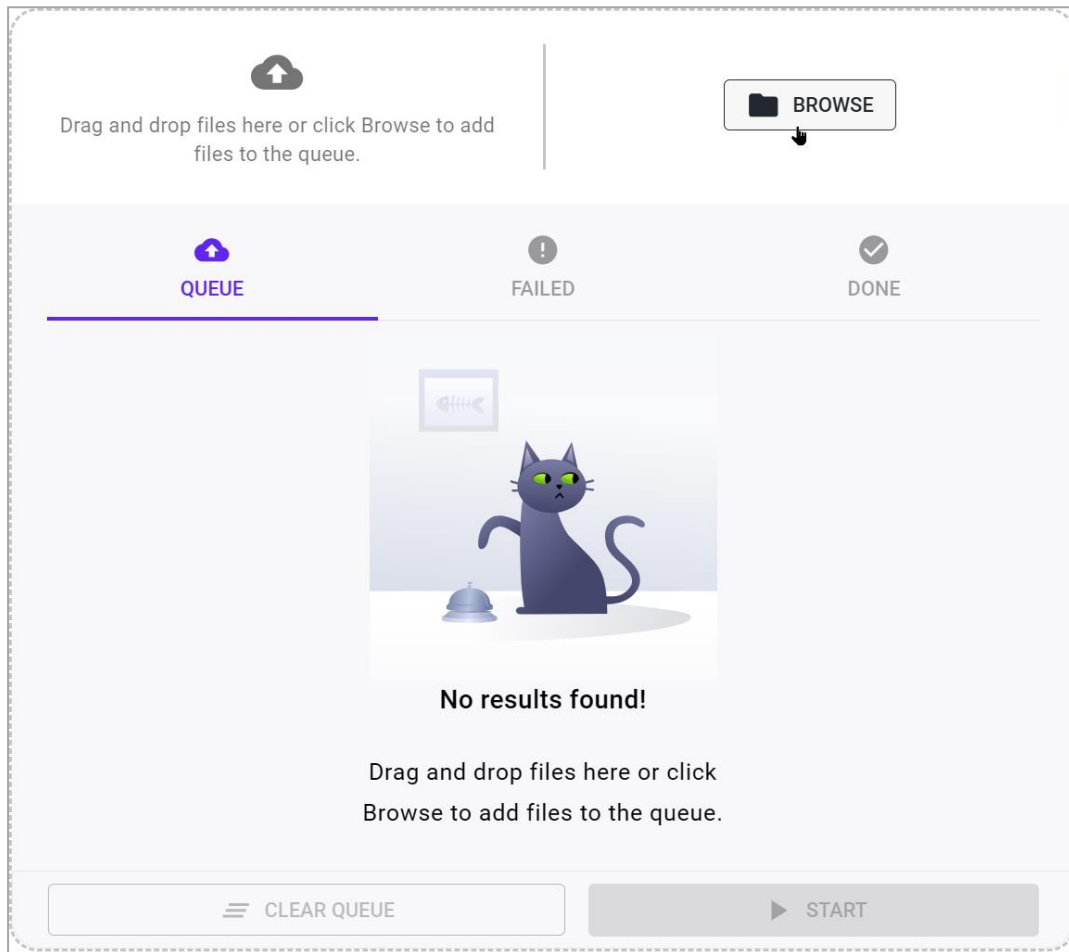 Drag and drop files here or click Browse to add
files to the queue.
BROWSE
QUEUE
FAILED
DONE
No results found!
Drag and drop files here or click
Browse to add files to the queue.
CLEAR QUEUE
START